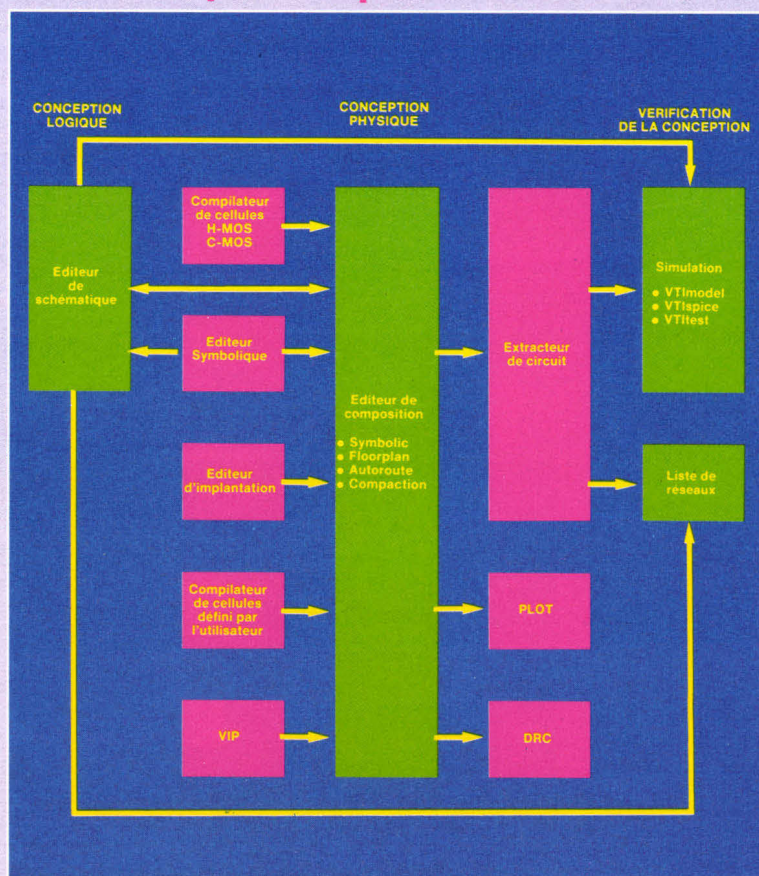 CONCEPTION
LOGIQUE
CONCEPTION
PHYSIQUE
VERIFICATION
DE LA CONCEPTION
Editeur
de
schématique
Compilateur
de cellules
H-MOS
C-MOS
Editeur
Symbolique
Editeur
d'implantation
Compilateur
de cellules
défini par
l'utilisateur
VIP
Editeur de
composition
• Symbolic
• Floorplan
• Autoroute
• Compaction
Extracteur
de circuit
PLOT
DRC
Simulation
• VTImodel
• VTIspice
• VTItest
Liste de
réseaux